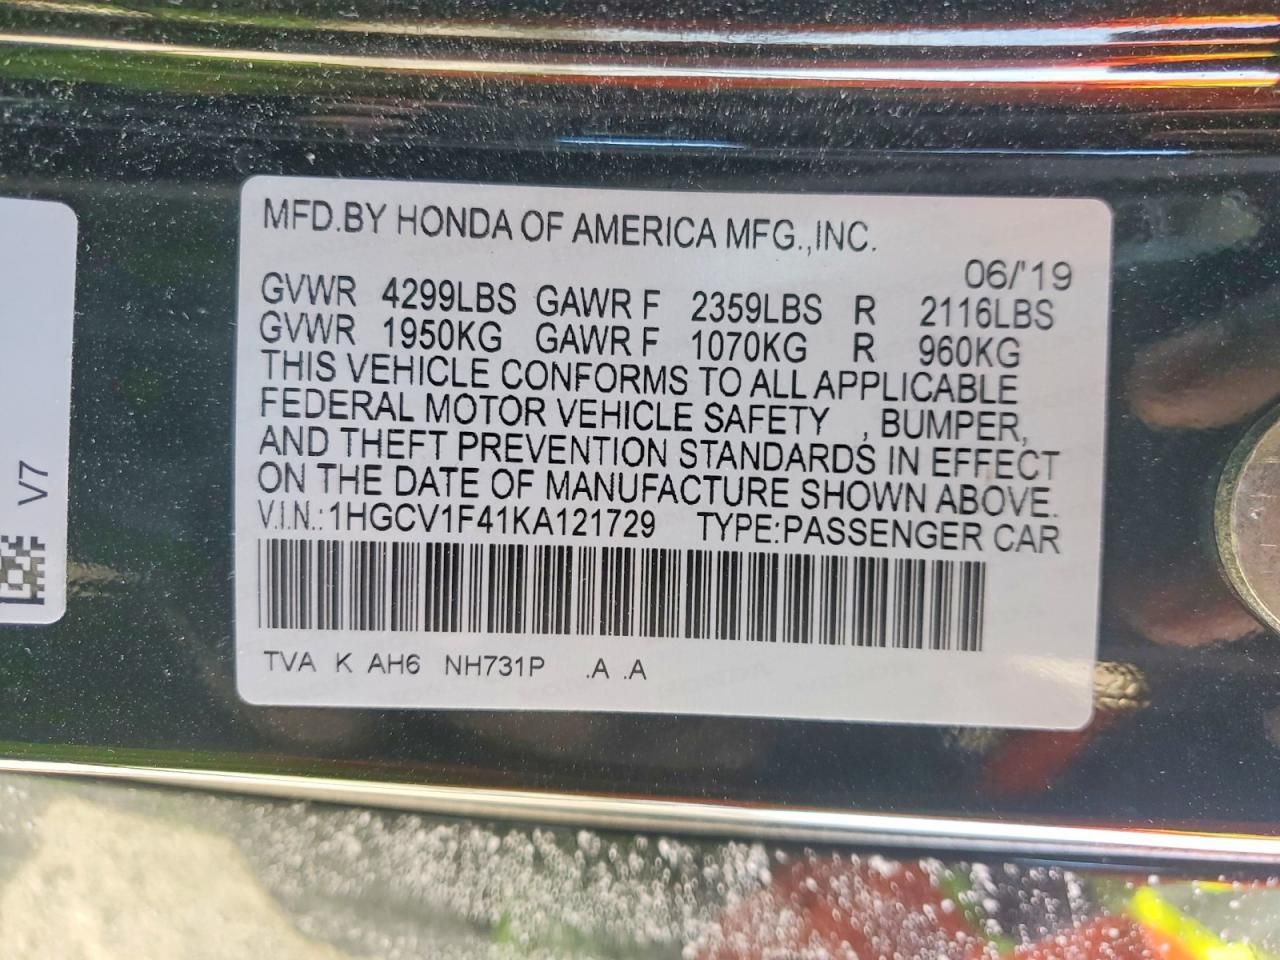 MFD.BY HONDA OF AMERICA MFG.,INC.
06/'19
GVWR 4299LBS GAWR F 2359LBS R 2116LBS
GVWR 1950KG GAWR F 1070KG R 960KG
THIS VEHICLE CONFORMS TO ALL APPLICABLE
FEDERAL MOTOR VEHICLE SAFETY , BUMPER,
AND THEFT PREVENTION STANDARDS IN EFFECT
ON THE DATE OF MANUFACTURE SHOWN ABOVE.
V.I.N.:1HGCV1F41KA121729 TYPE:PASSENGER CAR
TVA K AH6 NH731P .A .A
V7